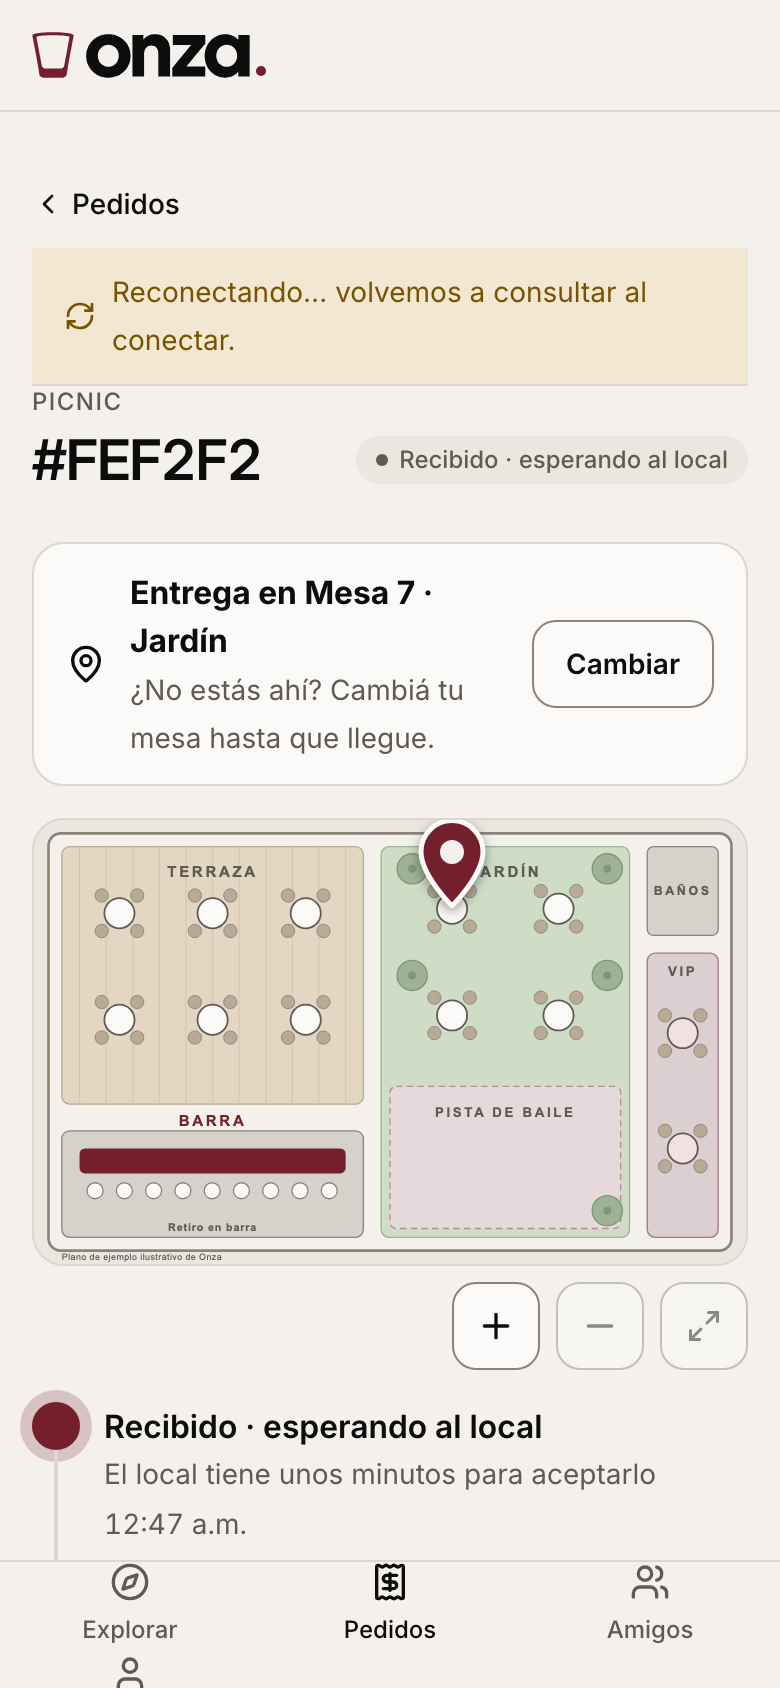 onza.
Pedidos
Reconectando... volvemos a consultar al
conectar.
PICNIC
#FEF2F2
Recibido · esperando al local
Entrega en Mesa 7 ·
Jardín
¿No estás ahí? Cambiá tu
mesa hasta que llegue.
Cambiar
TERRAZA
ARDÍN
BAÑOS
VIP
BARRA
PISTA DE BAILE
Retiro en barra
Plano de ejemplo ilustrativo de Onza
Recibido · esperando al local
El local tiene unos minutos para aceptarlo
12:47 a.m.
Explorar
Pedidos
Amigos